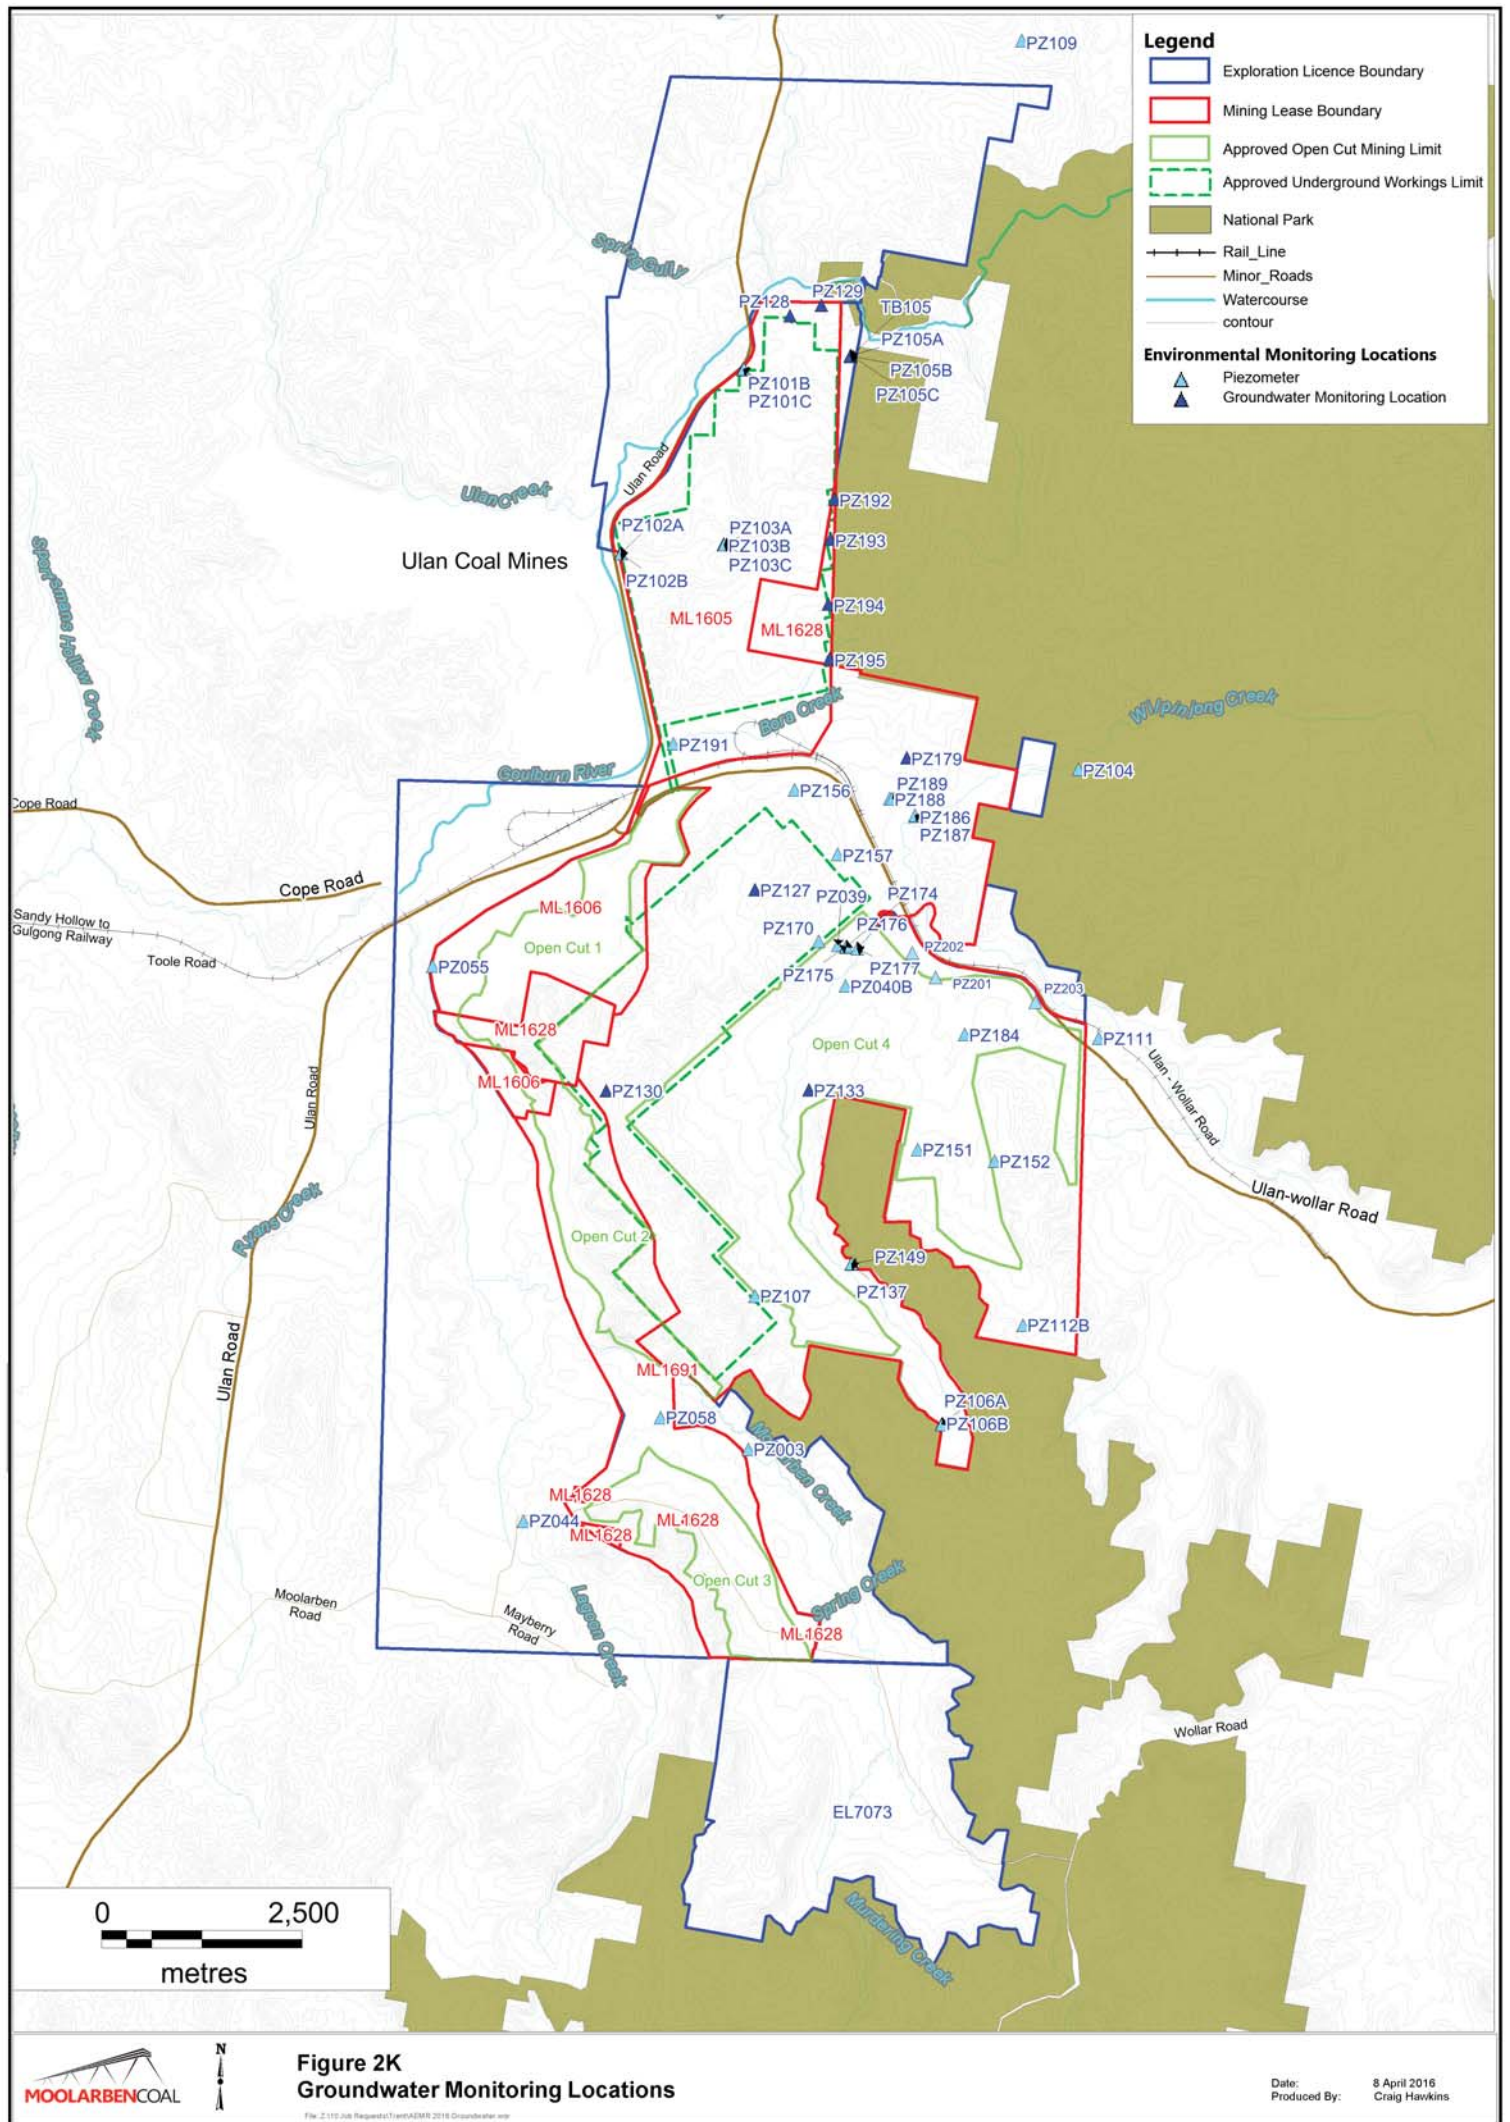 PZ109
Legend
Exploration Licence Boundary
Mining Lease Boundary
Approved Open Cut Mining Limit
Approved Underground Workings Limit
National Park
Rail_Line
Minor_Roads
Watercourse
contour
Environmental Monitoring Locations
Piezometer
Groundwater Monitoring Location
Spring Gully
PZ129
PZ128
TB105
PZ105A
PZ105B
PZ105C
PZ101B
PZ101C
Ulan Road
Ulan Creek
PZ192
PZ102A
PZ103A
PZ103B
PZ103C
PZ193
Ulan Coal Mines
PZ102B
PZ194
ML1605
ML1628
PZ195
Sportsmans Hollow Creek
Wilpinjong Creek
Bora Creek
PZ191
PZ179
Goulburn River
PZ104
PZ189
PZ188
PZ156
PZ186
PZ187
Cope Road
PZ157
Cope Road
PZ127
PZ039
PZ174
ML1606
Sandy Hollow to
Gulgong Railway
PZ170
PZ176
Open Cut 1
PZ202
Toole Road
PZ055
PZ175
PZ177
PZ201
PZ040B
PZ203
ML1628
PZ184
PZ111
Open Cut 4
ML1606
PZ130
PZ133
Ulan Road
Ulan - Wollar Road
PZ151
PZ152
Ulan-wollar Road
Ryans Creek
Open Cut 2
PZ149
PZ137
PZ107
PZ112B
Ulan Road
ML1691
PZ106A
PZ106B
PZ058
PZ003
Moolarben Creek
ML1628
PZ044
ML1628
ML1628
Open Cut 3
Spring Creek
Moolarben
Road
Mayberry
Road
Lagoon Creek
ML1628
Wollar Road
EL7073
Murdering Creek
0 2,500
metres
MOOLARBENCOAL
N
Figure 2K
Groundwater Monitoring Locations
Date: 8 April 2016
Produced By: Craig Hawkins